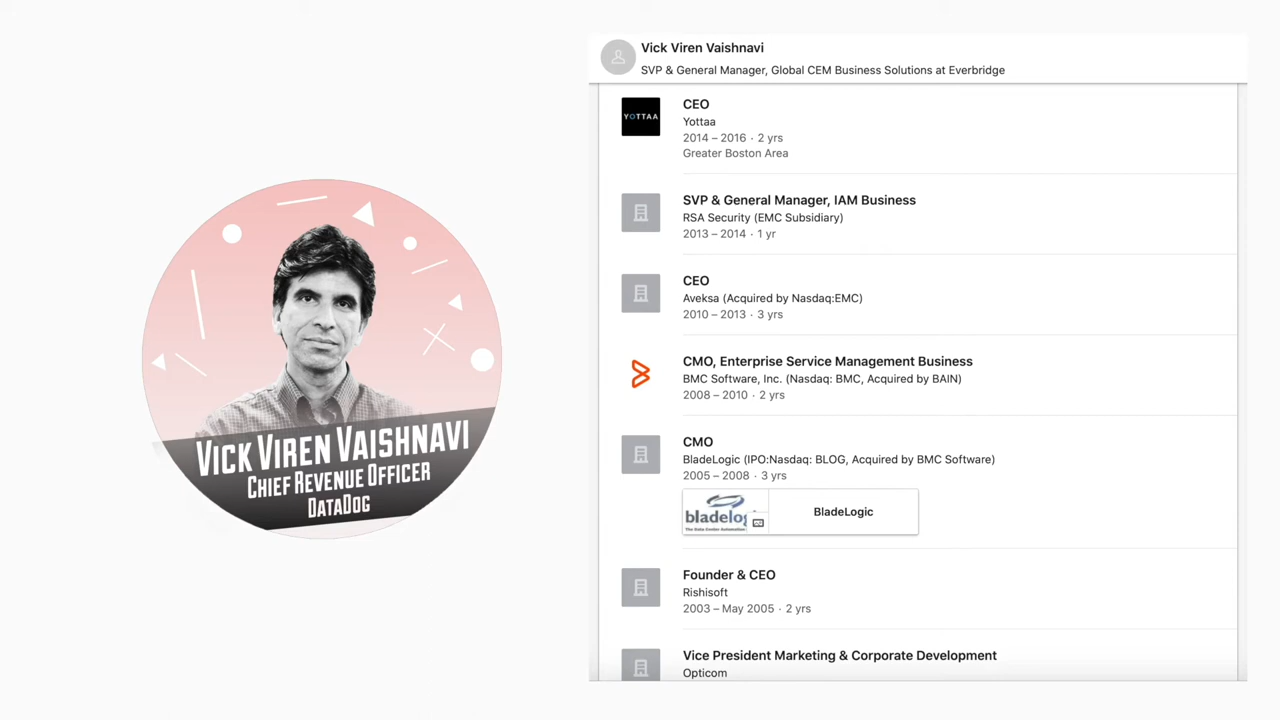 VICK VIREN VAISHNAVI
CHIEF REVENUE OFFICER
DATADOG
Vick Viren Vaishnavi
SVP & General Manager, Global CEM Business Solutions at Everbridge
YOTTAA
CEO
Yottaa
2014 – 2016 · 2 yrs
Greater Boston Area
SVP & General Manager, IAM Business
RSA Security (EMC Subsidiary)
2013 – 2014 · 1 yr
CEO
Aveksa (Acquired by Nasdaq:EMC)
2010 – 2013 · 3 yrs
CMO, Enterprise Service Management Business
BMC Software, Inc. (Nasdaq: BMC, Acquired by BAIN)
2008 – 2010 · 2 yrs
CMO
BladeLogic (IPO:Nasdaq: BLOG, Acquired by BMC Software)
2005 – 2008 · 3 yrs
bladelog
The Data Center Automation
BladeLogic
Founder & CEO
Rishisoft
2003 – May 2005 · 2 yrs
Vice President Marketing & Corporate Development
Opticom